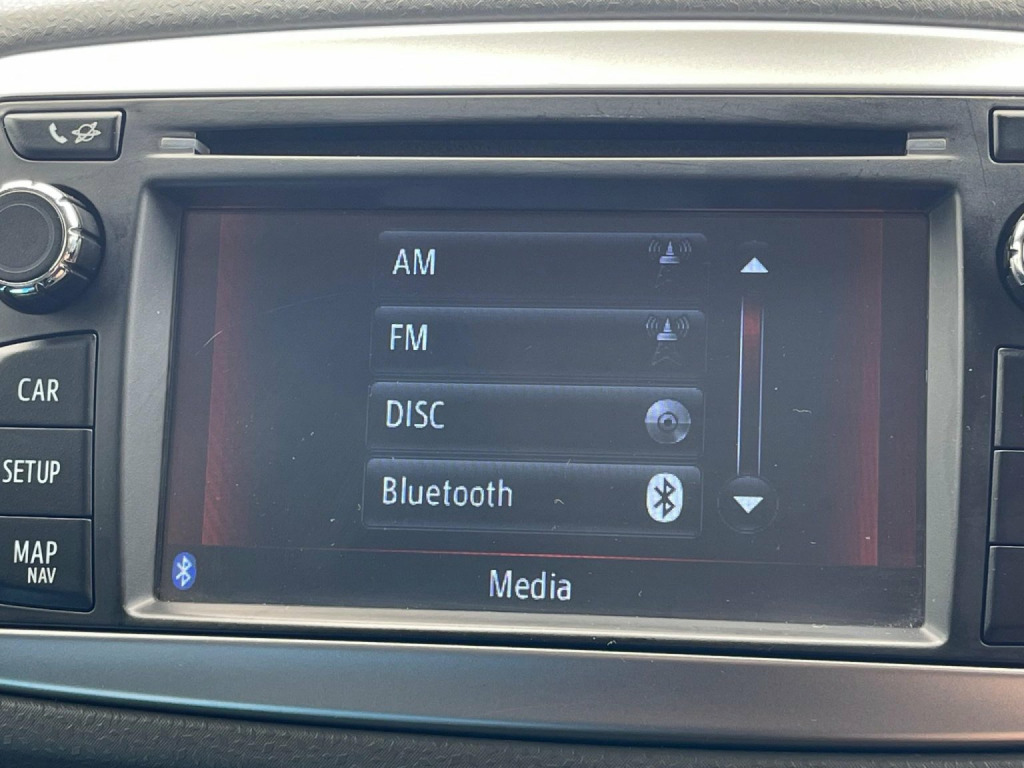 AM
FM
CAR
DISC
SETUP
Bluetooth
MAP
NAV
Media